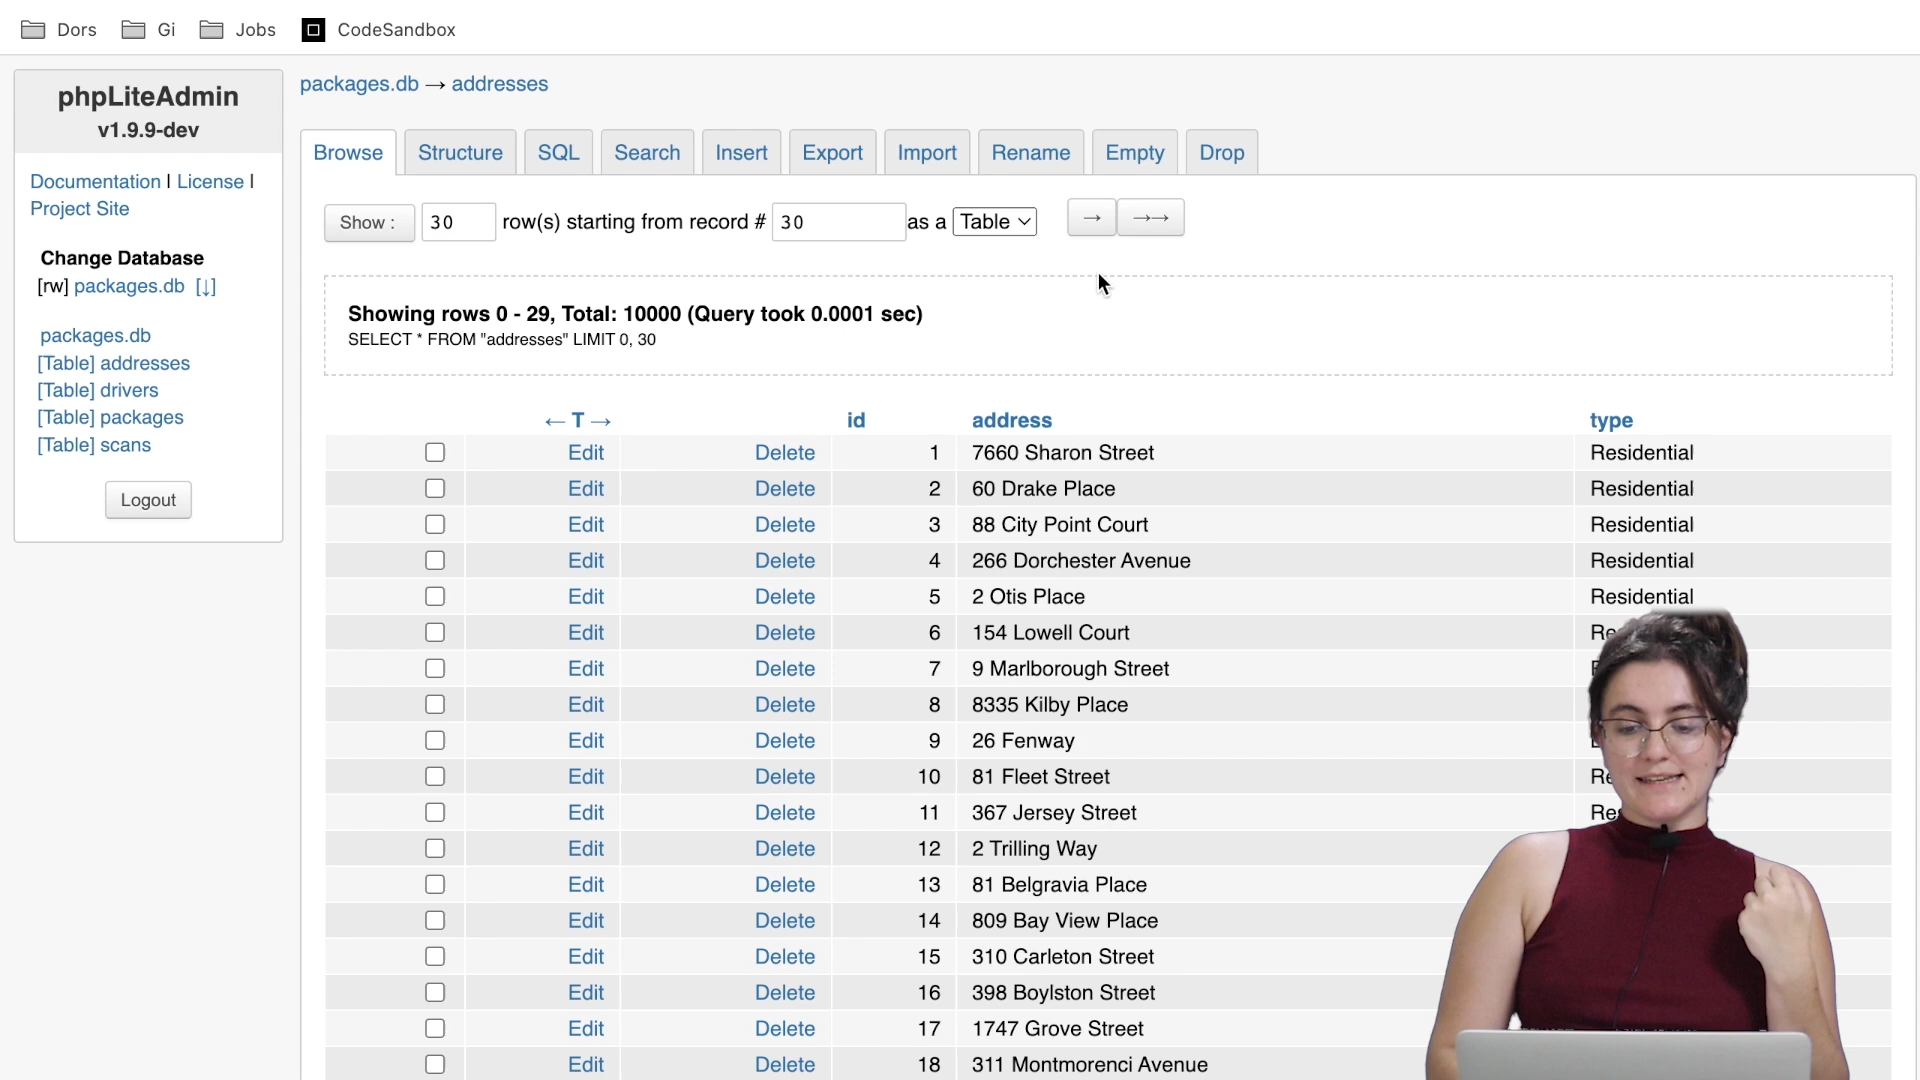 Dors Gi Jobs CodeSandbox
phpLiteAdmin
v1.9.9-dev
Documentation | License |
Project Site
Change Database
[rw] packages.db [↓]
packages.db
[Table] addresses
[Table] drivers
[Table] packages
[Table] scans
Logout
packages.db → addresses
Browse Structure SQL Search Insert Export Import Rename Empty Drop
Show : 30 row(s) starting from record # 30 as a Table → →→
Showing rows 0 - 29, Total: 10000 (Query took 0.0001 sec)
SELECT * FROM "addresses" LIMIT 0, 30
← T → id address type
Edit Delete 1 7660 Sharon Street Residential
Edit Delete 2 60 Drake Place Residential
Edit Delete 3 88 City Point Court Residential
Edit Delete 4 266 Dorchester Avenue Residential
Edit Delete 5 2 Otis Place Residential
Edit Delete 6 154 Lowell Court
Edit Delete 7 9 Marlborough Street
Edit Delete 8 8335 Kilby Place
Edit Delete 9 26 Fenway
Edit Delete 10 81 Fleet Street
Edit Delete 11 367 Jersey Street
Edit Delete 12 2 Trilling Way
Edit Delete 13 81 Belgravia Place
Edit Delete 14 809 Bay View Place
Edit Delete 15 310 Carleton Street
Edit Delete 16 398 Boylston Street
Edit Delete 17 1747 Grove Street
Edit Delete 18 311 Montmorenci Avenue